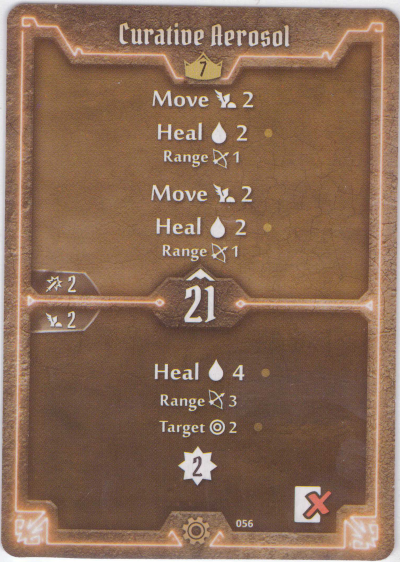 Curative Aerosol
7
Move 2
Heal 2
Range 1
Move 2
Heal 2
Range 1
2
21
2
Heal 4
Range 3
Target 2
2
056